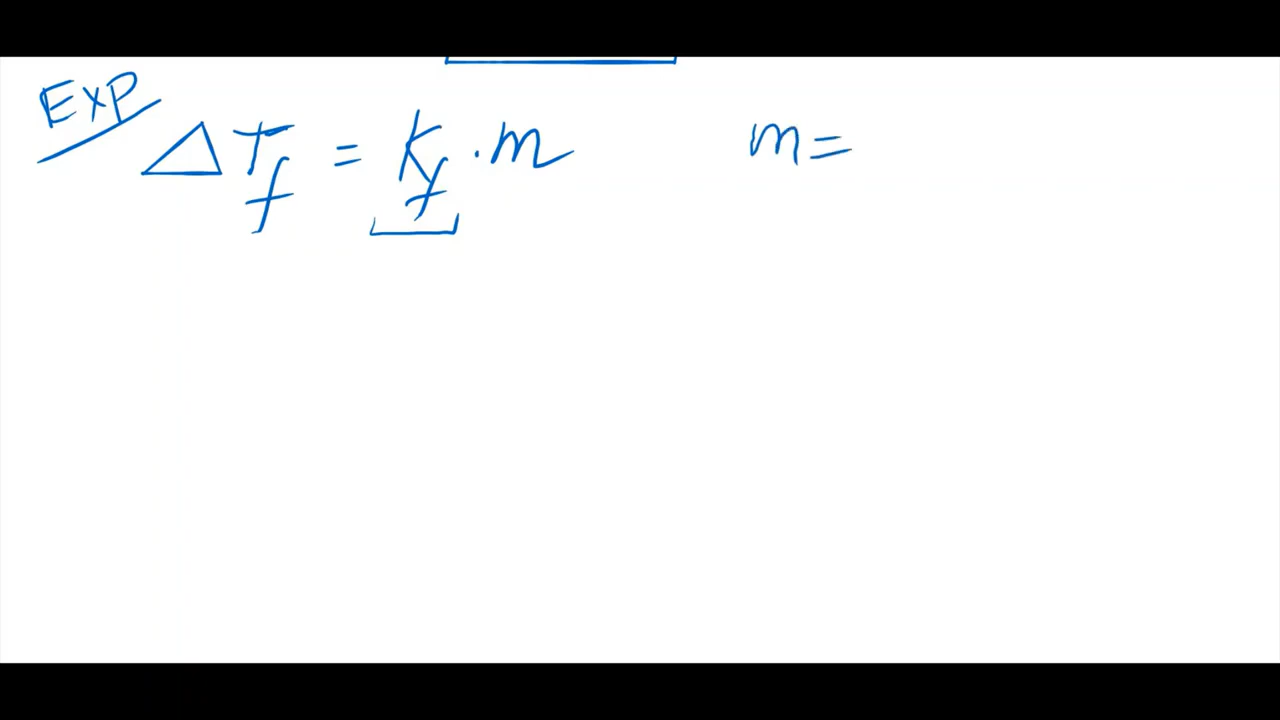 Exp
ΔT_f = K_f · m m=